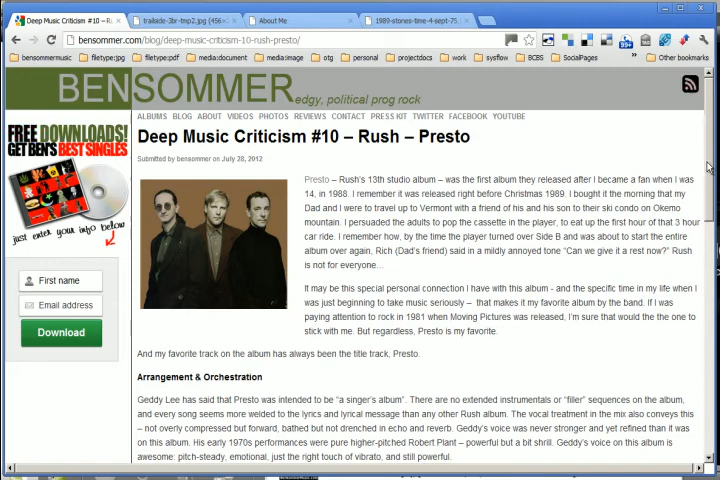 Deep Music Criticism #10 – Ru
trailside-3br-tmp2.jpg (456×
About Me
1989-stones-time-4-sept-75.
bensommer.com/blog/deep-music-criticism-10-rush-presto/
99+
bensommermusic
filetype:jpg
filetype:pdf
media:document
media:image
otg
personal
projectdocs
work
sysflow
BCBS
SocialPages
»
Other bookmarks
BENSOMMER edgy, political prog rock
ALBUMS BLOG ABOUT VIDEOS PHOTOS REVIEWS CONTACT PRESS KIT TWITTER FACEBOOK YOUTUBE
FREE DOWNLOADS!
GET BEN'S BEST SINGLES
just enter your info below
First name
Email address
Download
Deep Music Criticism #10 – Rush – Presto
Submitted by bensommer on July 28, 2012
Presto – Rush's 13th studio album – was the first album they released after I became a fan when I was
14, in 1988. I remember it was released right before Christmas 1989. I bought it the morning that my
Dad and I were to travel up to Vermont with a friend of his and his son to their ski condo on Okemo
mountain. I persuaded the adults to pop the cassette in the player, to eat up the first hour of that 3 hour
car ride. I remember how, by the time the player turned over Side B and was about to start the entire
album over again, Rich (Dad's friend) said in a mildly annoyed tone "Can we give it a rest now?" Rush
is not for everyone…
It may be this special personal connection I have with this album - and the specific time in my life when I
was just beginning to take music seriously – that makes it my favorite album by the band. If I was
paying attention to rock in 1981 when Moving Pictures was released, I'm sure that would the the one to
stick with me. But regardless, Presto is my favorite.
And my favorite track on the album has always been the title track, Presto.
Arrangement & Orchestration
Geddy Lee has said that Presto was intended to be "a singer's album". There are no extended instrumentals or "filler" sequences on the album,
and every song seems more welded to the lyrics and lyrical message than any other Rush album. The vocal treatment in the mix also conveys this
– not overly compressed but forward, bathed but not drenched in echo and reverb. Geddy's voice was never stronger and yet refined than it was
on this album. His early 1970s performances were pure higher-pitched Robert Plant – powerful but a bit shrill. Geddy's voice on this album is
awesome: pitch-steady, emotional, just the right touch of vibrato, and still powerful.